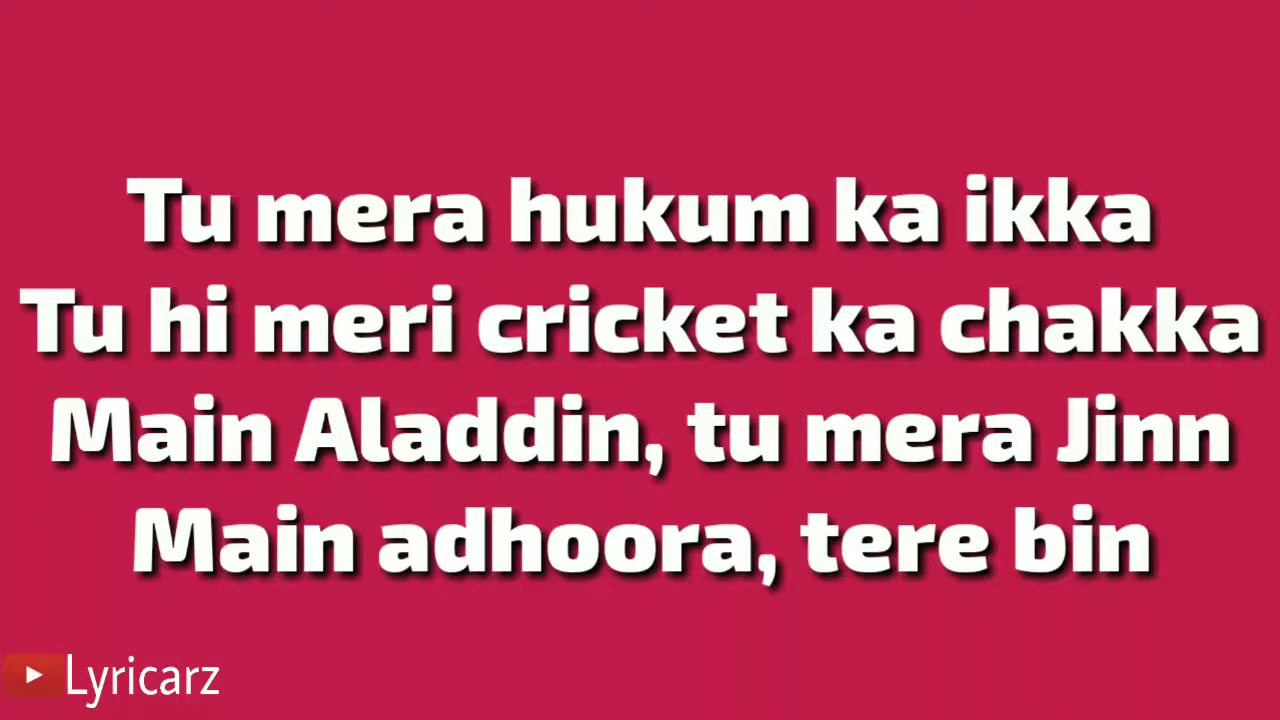 Tu mera hukum ka ikka
Tu hi meri cricket ka chakka
Main Aladdin, tu mera Jinn
Main adhoora, tere bin
Lyricarz